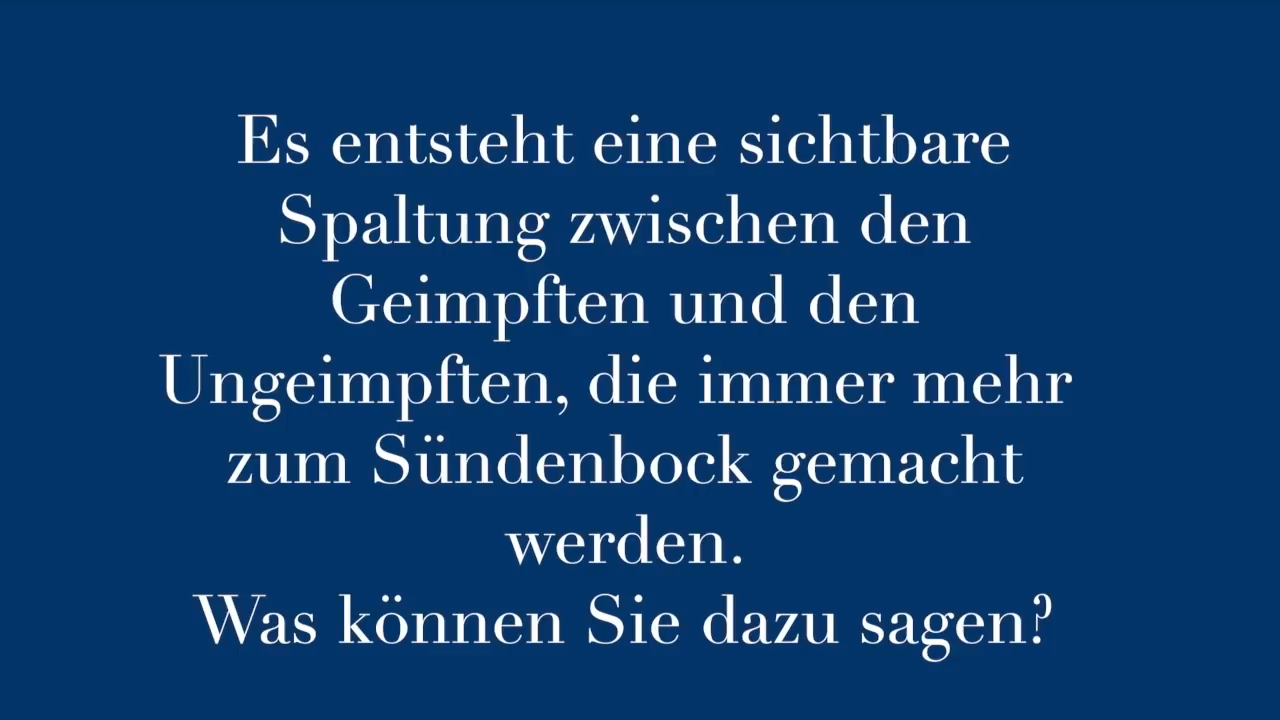 Es entsteht eine sichtbare
Spaltung zwischen den
Geimpften und den
Ungeimpften, die immer mehr
zum Sündenbock gemacht
werden.
Was können Sie dazu sagen?